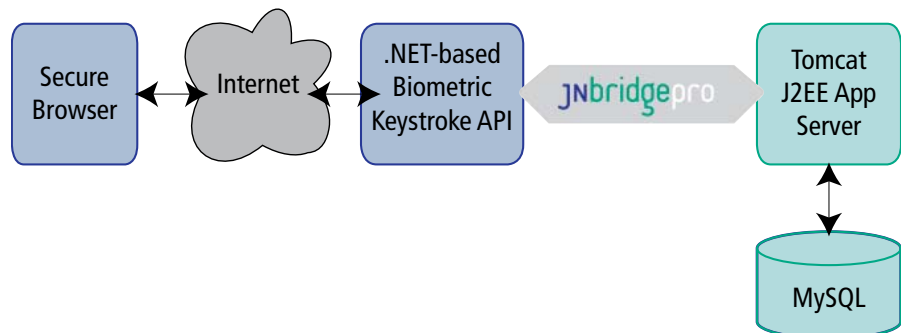 Secure
Browser
Internet
.NET-based
Biometric
Keystroke API
JNbridgepro
Tomcat
J2EE App
Server
MySQL